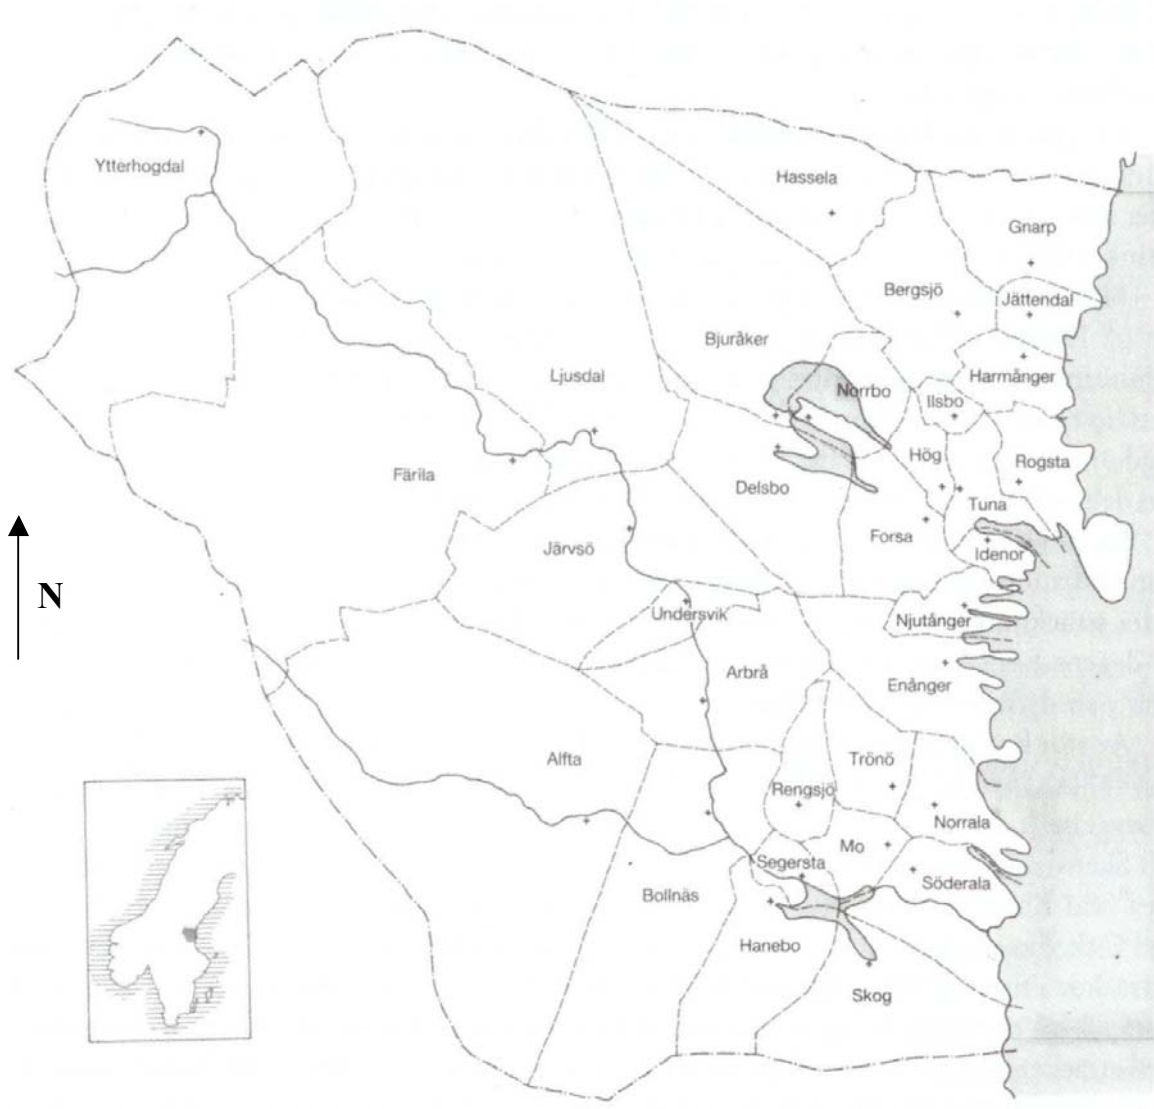 Ytterhogdal
Hassela
Gnarp
Bergsjö
Jättendal
Bjuråker
Ljusdal
Harmånger
Norrbo
Ilsbo
Hög
Rogsta
Färila
Delsbo
Tuna
Forsa
Järvsö
Idenor
N
Undersvik
Njutånger
Arbrå
Enånger
Alfta
Trönö
Rengsjö
Norrala
Mo
Segersta
Söderala
Bollnäs
Hanebo
Skog